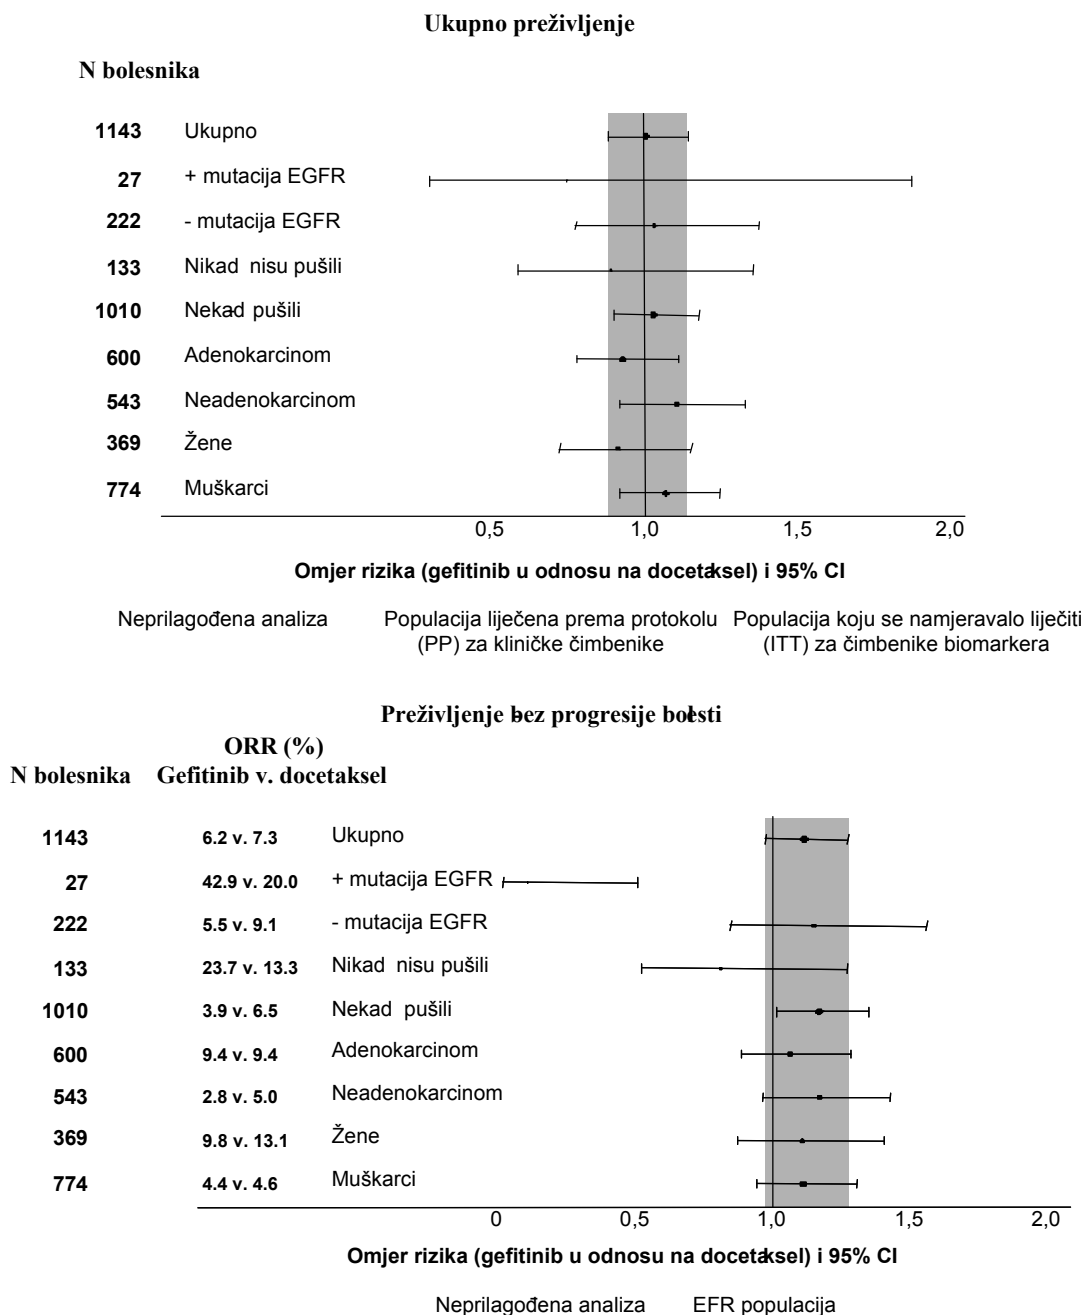 Ukupno preživljenje
N bolesnika
1143 Ukupno
27 + mutacija EGFR
222 - mutacija EGFR
133 Nikad nisu pušili
1010 Nekad pušili
600 Adenokarcinom
543 Neadenokarcinom
369 Žene
774 Muškarci
0,5 1,0 1,5 2,0
Omjer rizika (gefitinib u odnosu na docetaksel) i 95% CI
Neprilagođena analiza Populacija liječena prema protokolu Populacija koju se namjeravalo liječiti
(PP) za kliničke čimbenike (ITT) za čimbenike biomarkera
Preživljenje bez progresije bolesti
ORR (%)
N bolesnika Gefitinib v. docetaksel
1143 6.2 v. 7.3 Ukupno
27 42.9 v. 20.0 + mutacija EGFR
222 5.5 v. 9.1 - mutacija EGFR
133 23.7 v. 13.3 Nikad nisu pušili
1010 3.9 v. 6.5 Nekad pušili
600 9.4 v. 9.4 Adenokarcinom
543 2.8 v. 5.0 Neadenokarcinom
369 9.8 v. 13.1 Žene
774 4.4 v. 4.6 Muškarci
0 0,5 1,0 1,5 2,0
Omjer rizika (gefitinib u odnosu na docetaksel) i 95% CI
Neprilagođena analiza EFR populacija